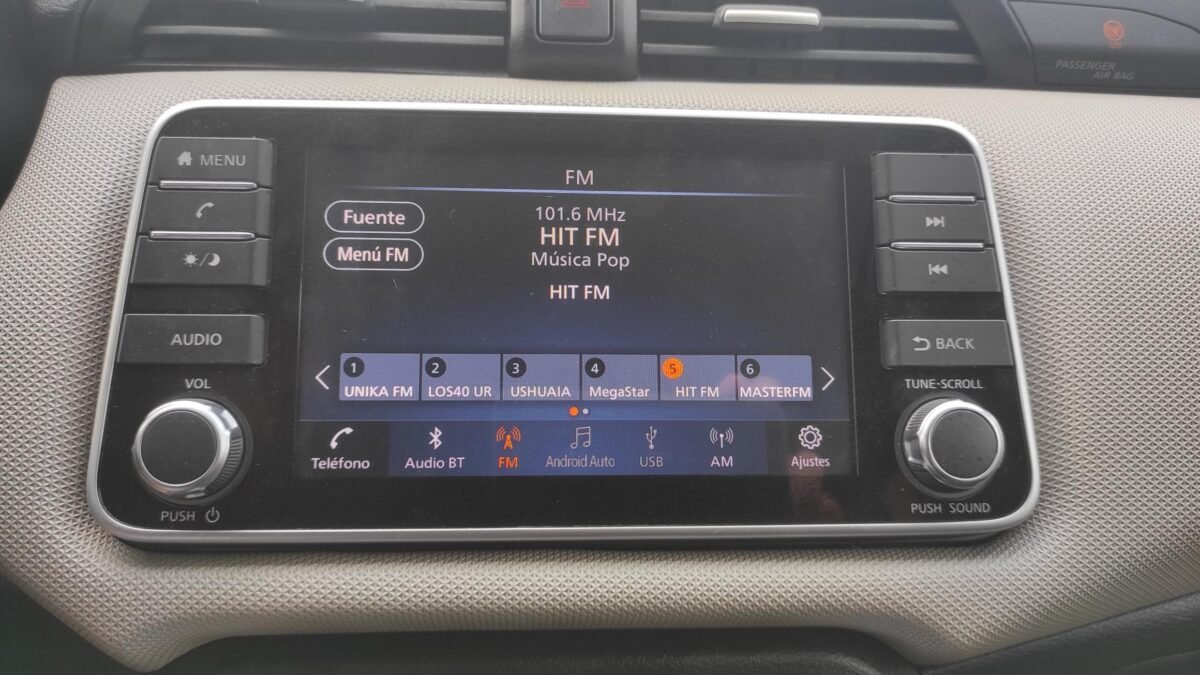 PASSENGER
AIR BAG
MENU
AUDIO
VOL
PUSH
FM
Fuente
Menú FM
101.6 MHz
HIT FM
Música Pop
HIT FM
1 UNIKA FM
2 LOS40 UR
3 USHUAIA
4 MegaStar
5 HIT FM
6 MASTERFM
Teléfono
Audio BT
FM
Android Auto
USB
AM
Ajustes
BACK
TUNE-SCROLL
PUSH SOUND